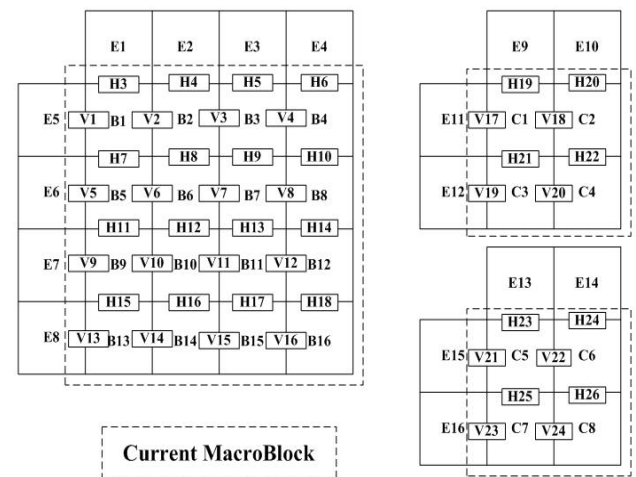 E1 E2 E3 E4
H3 H4 H5 H6
E5 V1 B1 V2 B2 V3 B3 V4 B4
H7 H8 H9 H10
E6 V5 B5 V6 B6 V7 B7 V8 B8
H11 H12 H13 H14
E7 V9 B9 V10 B10 V11 B11 V12 B12
H15 H16 H17 H18
E8 V13 B13 V14 B14 V15 B15 V16 B16
Current MacroBlock
E9 E10
H19 H20
E11 V17 C1 V18 C2
H21 H22
E12 V19 C3 V20 C4
E13 E14
H23 H24
E15 V21 C5 V22 C6
H25 H26
E16 V23 C7 V24 C8